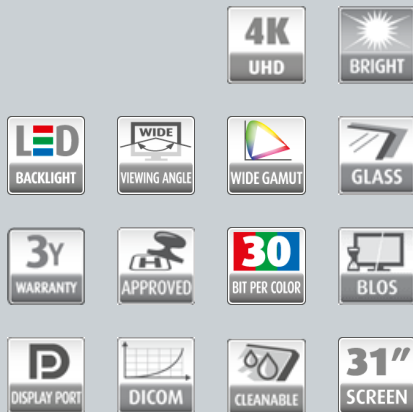 4K
UHD
BRIGHT
LED
BACKLIGHT
WIDE
VIEWING ANGLE
WIDE GAMUT
GLASS
3Y
WARRANTY
APPROVED
30
BIT PER COLOR
BLOS
DISPLAY PORT
DICOM
CLEANABLE
31"
SCREEN